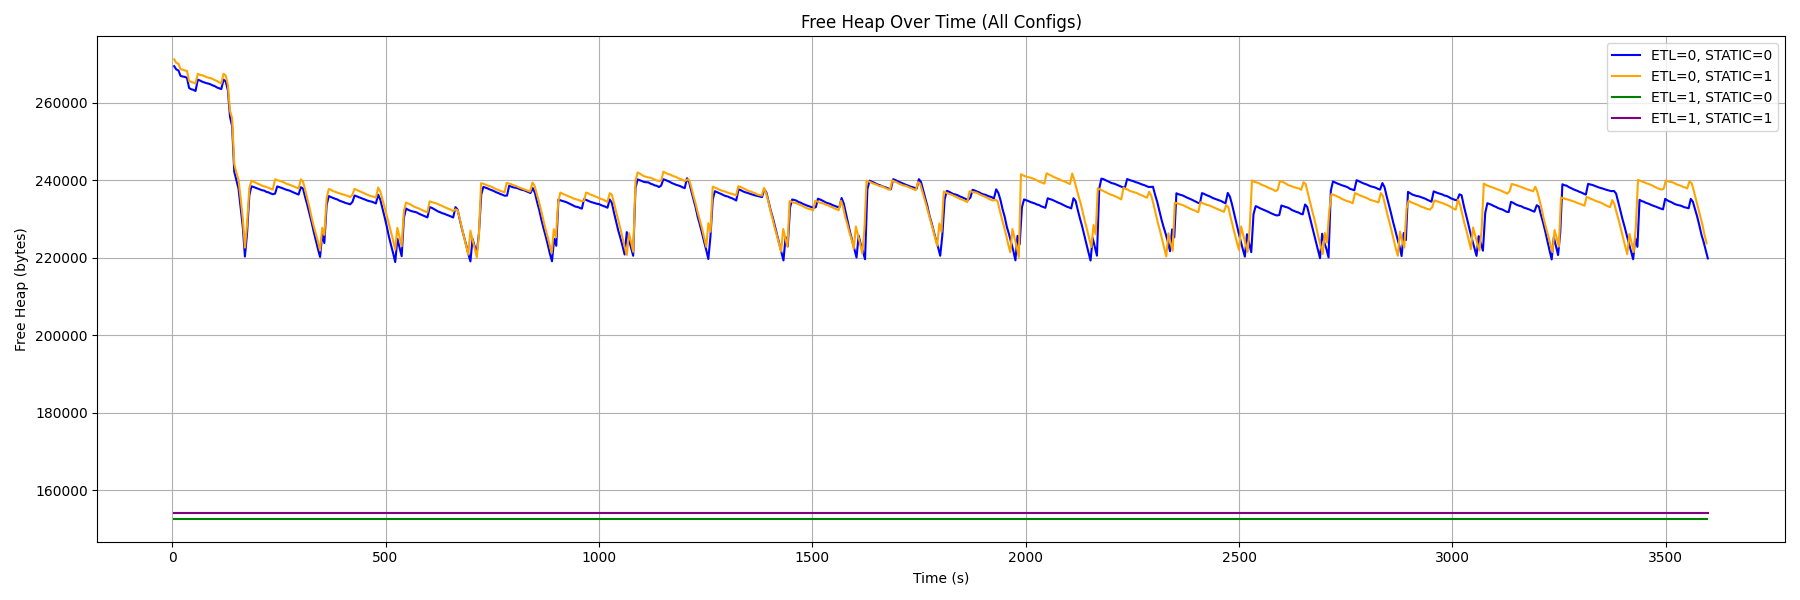 Free Heap Over Time (All Configs)
ETL=0, STATIC=0
ETL=0, STATIC=1
ETL=1, STATIC=0
ETL=1, STATIC=1
Free Heap (bytes)
260000
240000
220000
200000
180000
160000
0 500 1000 1500 2000 2500 3000 3500
Time (s)